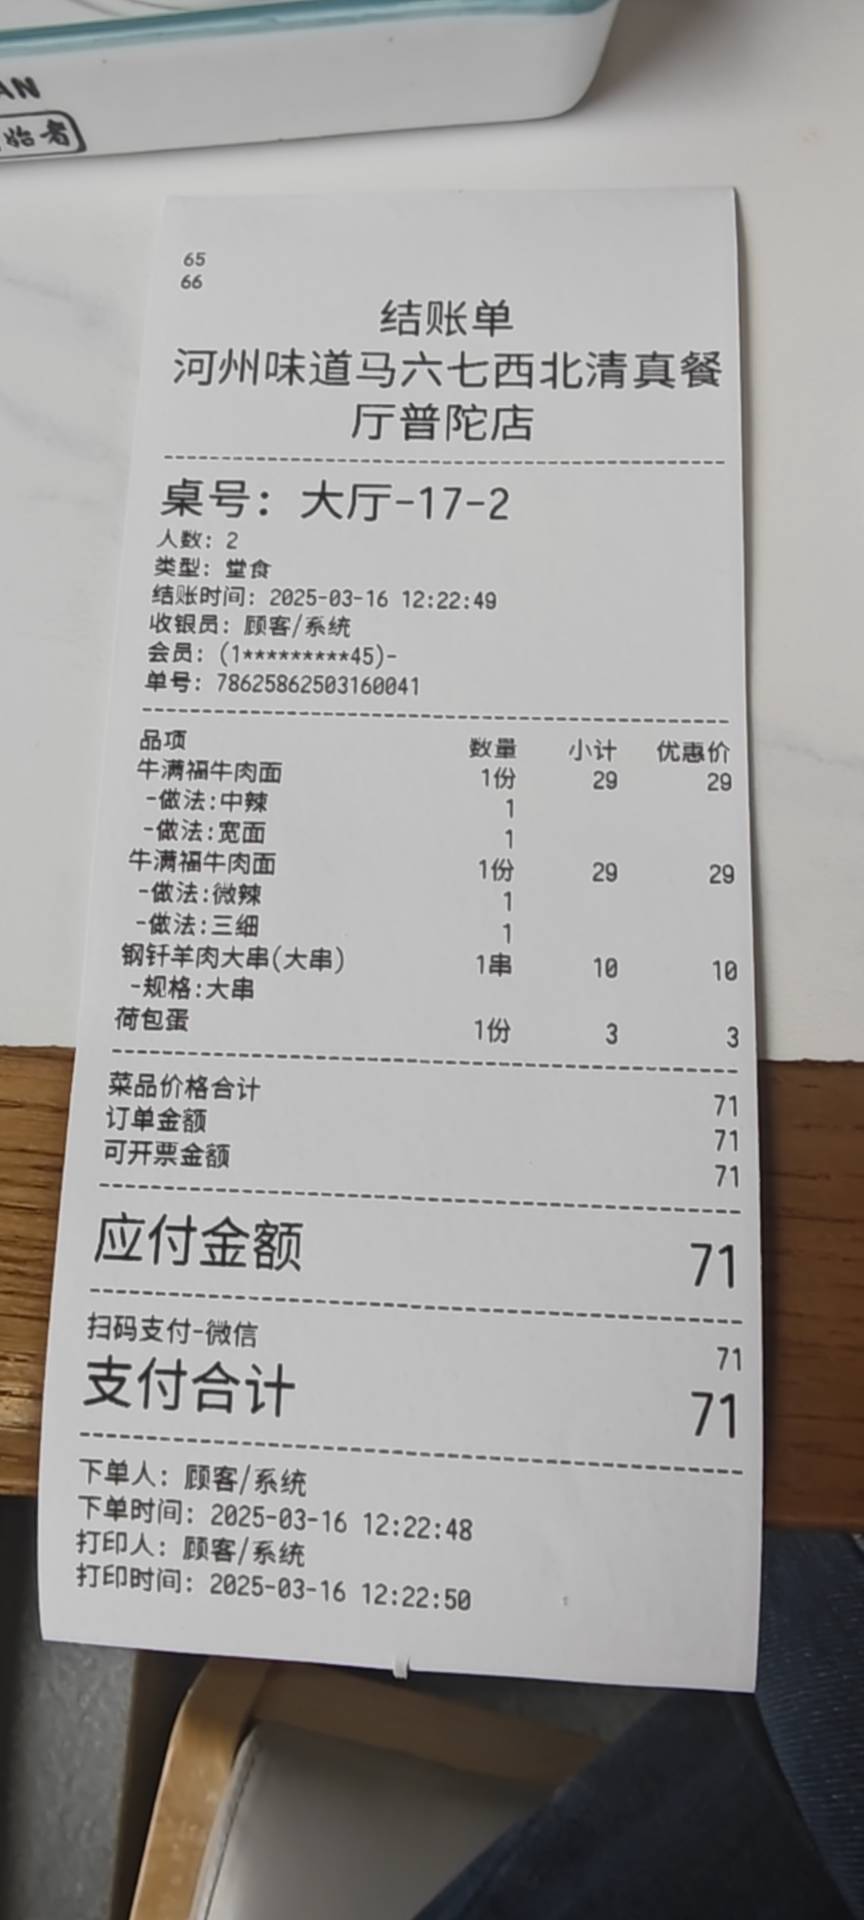 AN
始者
65
66
结账单
河州味道马六七西北清真餐
厅普陀店
桌号：大厅-17-2
人数：2
类型：堂食
结账时间：2025-03-16 12:22:49
收银员：顾客/系统
会员：(1*********45)-
单号：78625862503160041
品项 数量 小计 优惠价
牛满福牛肉面 1份 29 29
-做法:中辣 1
-做法:宽面 1
牛满福牛肉面 1份 29 29
-做法:微辣 1
-做法:三细 1
钢钎羊肉大串(大串) 1串 10 10
-规格:大串
荷包蛋 1份 3 3
菜品价格合计 71
订单金额 71
可开票金额 71
应付金额 71
扫码支付-微信 71
支付合计 71
下单人：顾客/系统
下单时间：2025-03-16 12:22:48
打印人：顾客/系统
打印时间：2025-03-16 12:22:50